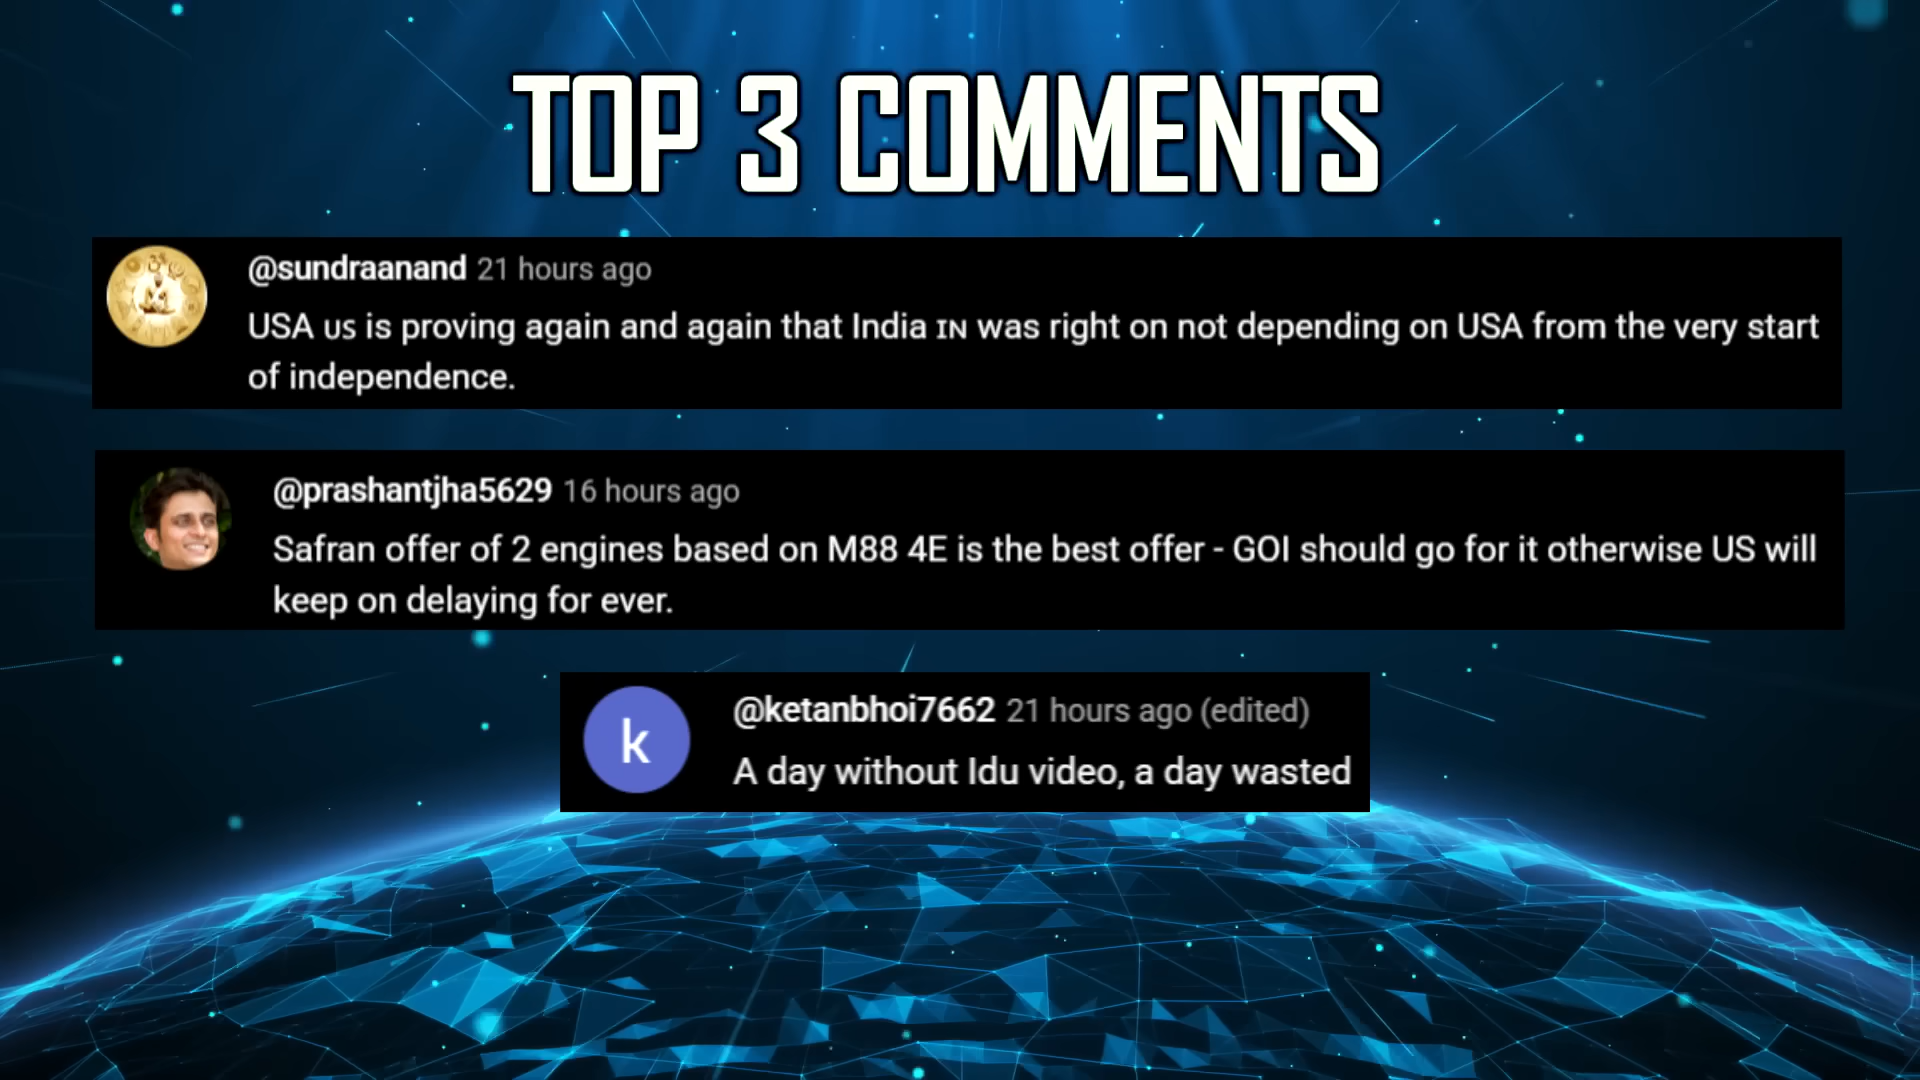 TOP 3 COMMENTS
@sundraanand 21 hours ago
USA us is proving again and again that India IN was right on not depending on USA from the very start
of independence.
@prashantjha5629 16 hours ago
Safran offer of 2 engines based on M88 4E is the best offer - GOI should go for it otherwise US will
keep on delaying for ever.
k
@ketanbhoi7662 21 hours ago (edited)
A day without Idu video, a day wasted